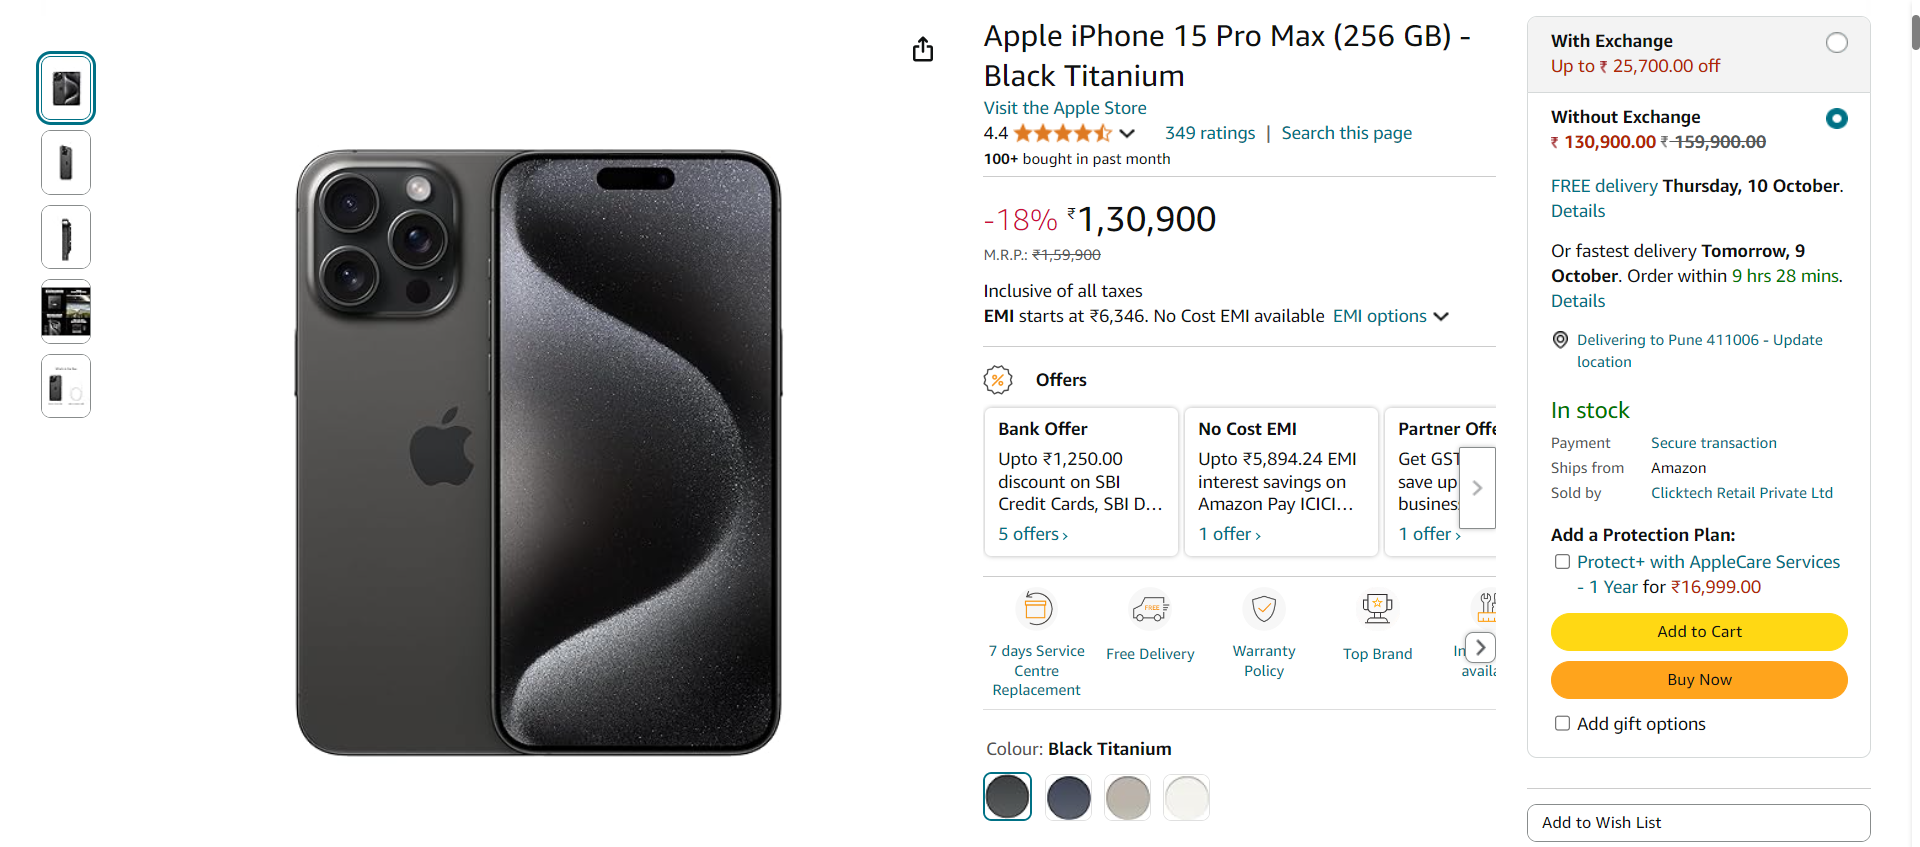 Apple iPhone 15 Pro Max (256 GB) -
Black Titanium
Visit the Apple Store
4.4
349 ratings | Search this page
100+ bought in past month
-18% ₹1,30,900
M.R.P.: ₹1,59,900
Inclusive of all taxes
EMI starts at ₹6,346. No Cost EMI available EMI options
Offers
Bank Offer
Upto ₹1,250.00
discount on SBI
Credit Cards, SBI D…
5 offers ›
No Cost EMI
Upto ₹5,894.24 EMI
interest savings on
Amazon Pay ICICI…
1 offer ›
Partner Offe
Get GST
save up
busines
1 offer ›
7 days Service
Centre
Replacement
FREE
Free Delivery
Warranty
Policy
Top Brand
In
availa
Colour: Black Titanium
With Exchange
Up to ₹ 25,700.00 off
Without Exchange
₹ 130,900.00 ₹ 159,900.00
FREE delivery Thursday, 10 October.
Details
Or fastest delivery Tomorrow, 9
October. Order within 9 hrs 28 mins.
Details
Delivering to Pune 411006 - Update
location
In stock
Payment Secure transaction
Ships from Amazon
Sold by Clicktech Retail Private Ltd
Add a Protection Plan:
Protect+ with AppleCare Services
- 1 Year for ₹16,999.00
Add to Cart
Buy Now
Add gift options
Add to Wish List